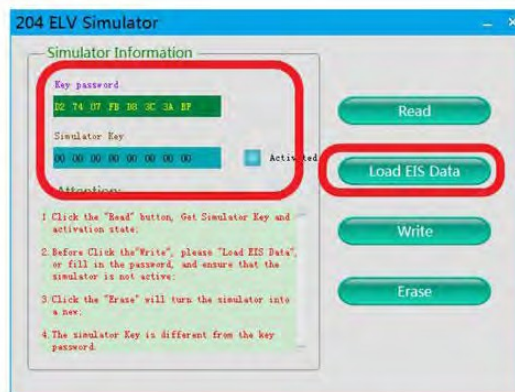 204 ELV Simulator
Simulator Information
Key password
D2 74 07 FB D8 3C 3A BF
Simulator Key
00 00 00 00 00 00 00 00
Activated
Attention:
1.Click the "Read" button, Get Simulator Key and
activation state;
2.Before Click the"Write", please "Load EIS Data",
or fill in the password, and ensure that the
simulator is not active;
3.Click the "Erase" will turn the simulator into
a new;
4.The simulator Key is different from the key
password.
Read
Load EIS Data
Write
Erase